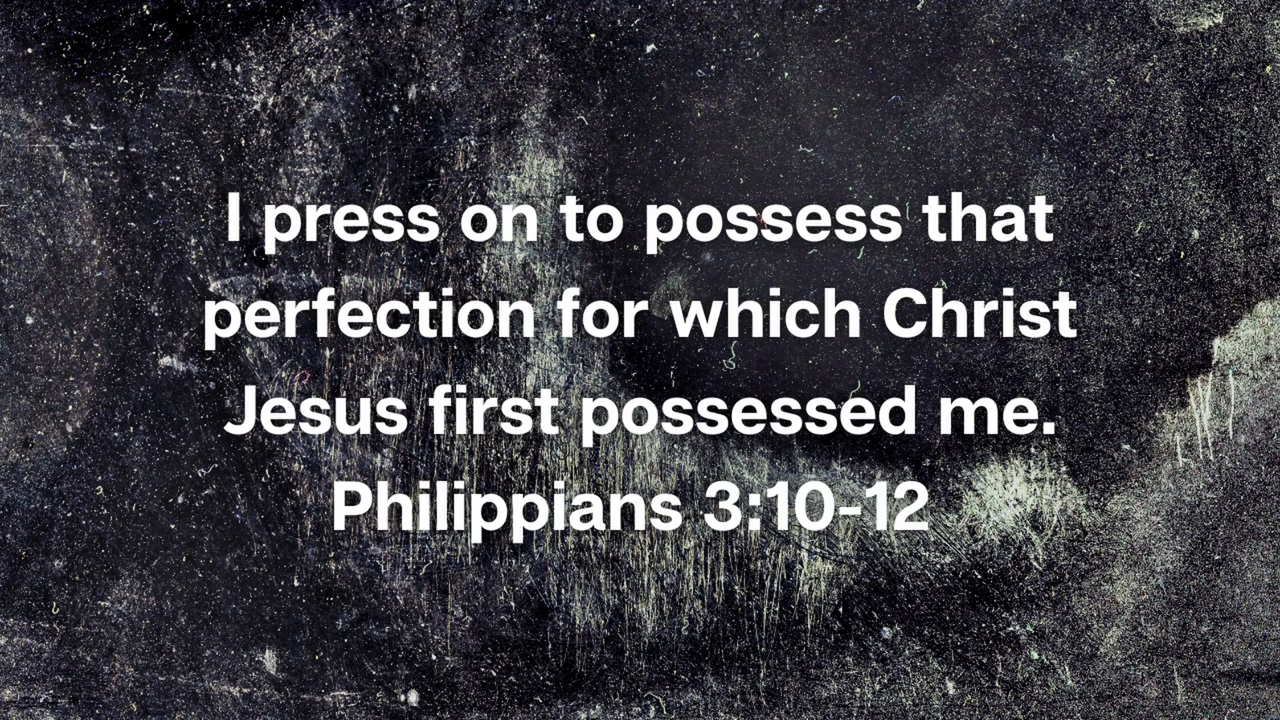 I press on to possess that
perfection for which Christ
Jesus first possessed me.
Philippians 3:10-12